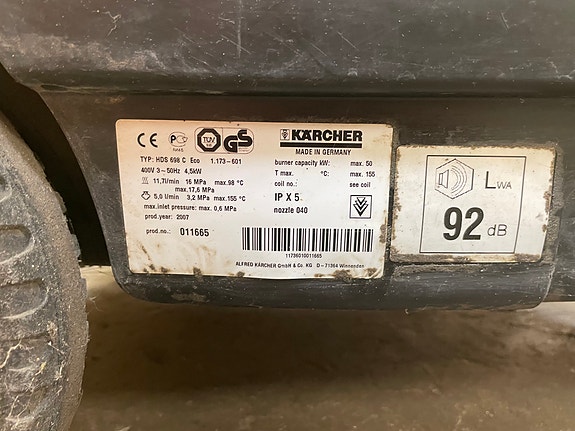 CE PG TÜV GS
KÄRCHER
MADE IN GERMANY
TYP: HDS 698 C Eco 1.173-601
400V 3~50Hz 4,5kW
11,7l/min 16 MPa max.98 °C
max.17,6 MPa
5,0 l/min 3,2 MPa max.155 °C
max.inlet pressure: max. 0,6 MPa
prod.year: 2007
prod.no.: 011665
burner capacity kW: max. 50
T max. °C: max. 155
coil no.: see coil
IP X 5
nozzle 040
11736010011665
ALFRED KÄRCHER GmbH & Co. KG D - 71364 Winnenden
LWA
92 dB